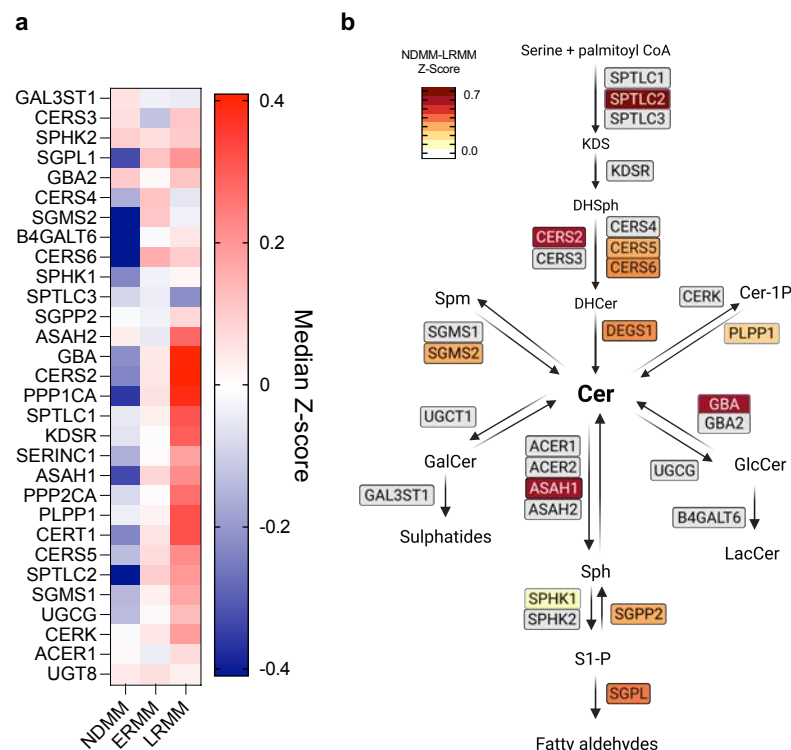 a
GAL3ST1
CERS3
SPHK2
SGPL1
GBA2
CERS4
SGMS2
B4GALT6
CERS6
SPHK1
SPTLC3
SGPP2
ASAH2
GBA
CERS2
PPP1CA
SPTLC1
KDSR
SERINC1
ASAH1
PPP2CA
PLPP1
CERT1
CERS5
SPTLC2
SGMS1
UGCG
CERK
ACER1
UGT8
NDMM
ERMM
LRMM
0.4
0.2
0
-0.2
-0.4
Median Z-score
b
NDMM-LRMM
Z-Score
0.7
0.0
Serine + palmitoyl CoA
SPTLC1
SPTLC2
SPTLC3
KDS
KDSR
DHSph
CERS2
CERS3
CERS4
CERS5
CERS6
DHCer
DEGS1
Spm
SGMS1
SGMS2
CERK
Cer-1P
PLPP1
Cer
UGCT1
GalCer
GAL3ST1
Sulphatides
ACER1
ACER2
ASAH1
ASAH2
GBA
GBA2
UGCG
GlcCer
B4GALT6
LacCer
Sph
SPHK1
SPHK2
SGPP2
S1-P
SGPL
Fatty aldehydes